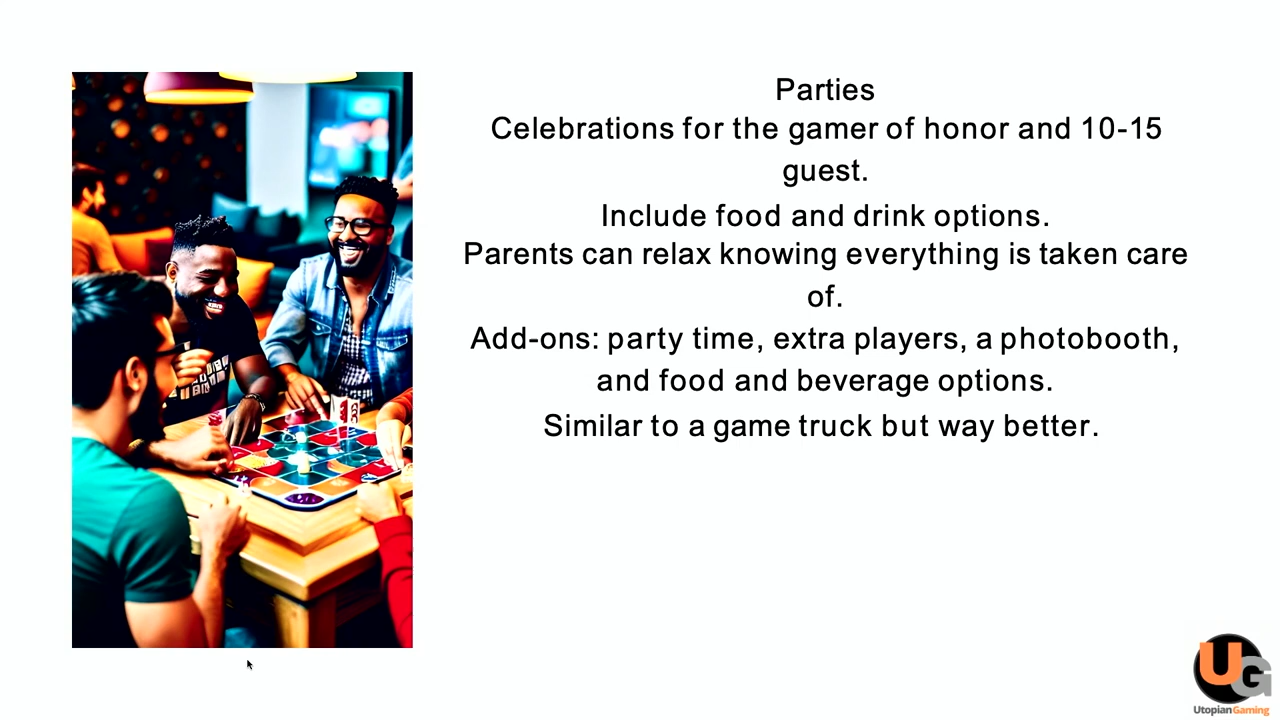 Parties
Celebrations for the gamer of honor and 10-15
guest.
Include food and drink options.
Parents can relax knowing everything is taken care
of.
Add-ons: party time, extra players, a photobooth,
and food and beverage options.
Similar to a game truck but way better.
UG
UtopianGaming